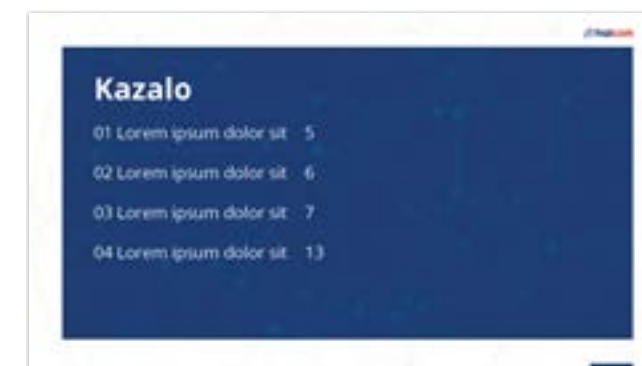 Kazalo
01 Lorem ipsum dolor sit 5
02 Lorem ipsum dolor sit 6
03 Lorem ipsum dolor sit 7
04 Lorem ipsum dolor sit 13